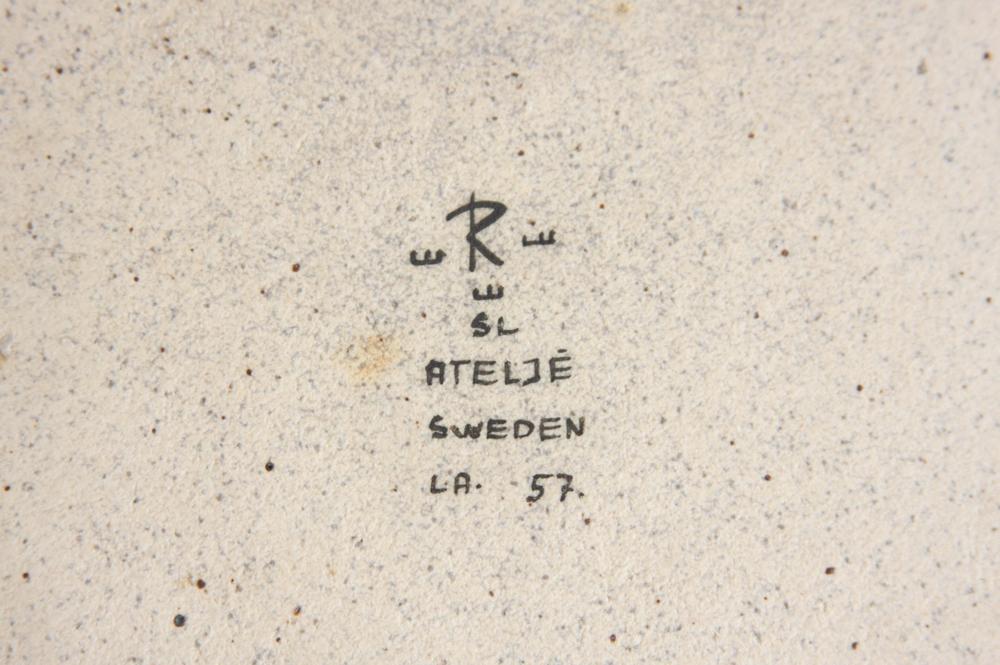 E R E
E
SL
ATELJÉ
SWEDEN
LA. 57.